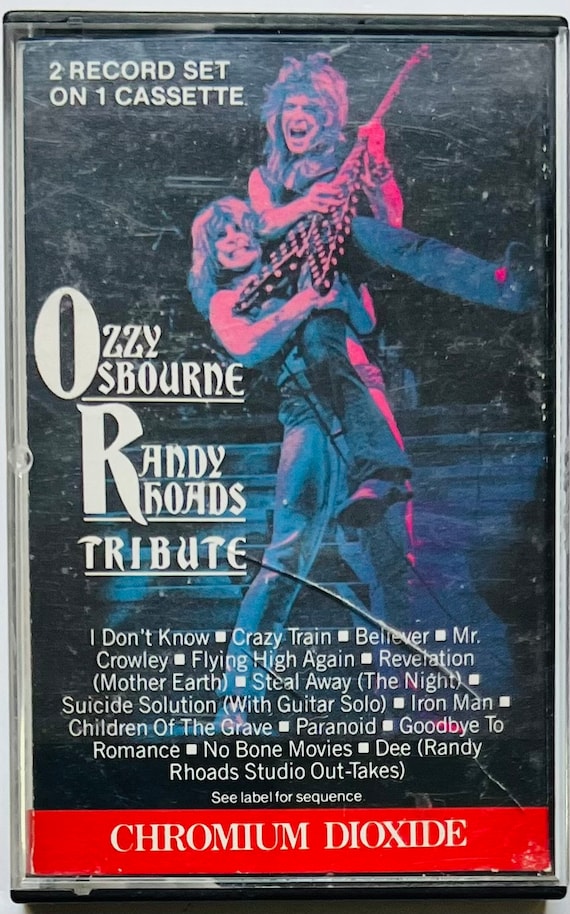 2 RECORD SET
ON 1 CASSETTE
OZZY
OSBOURNE
RANDY
RHOADS
TRIBUTE
I Don't Know ■ Crazy Train ■ Believer ■ Mr.
Crowley ■ Flying High Again ■ Revelation
(Mother Earth) ■ Steal Away (The Night) ■
Suicide Solution (With Guitar Solo) ■ Iron Man ■
Children Of The Grave ■ Paranoid ■ Goodbye To
Romance ■ No Bone Movies ■ Dee (Randy
Rhoads Studio Out-Takes)
See label for sequence
CHROMIUM DIOXIDE